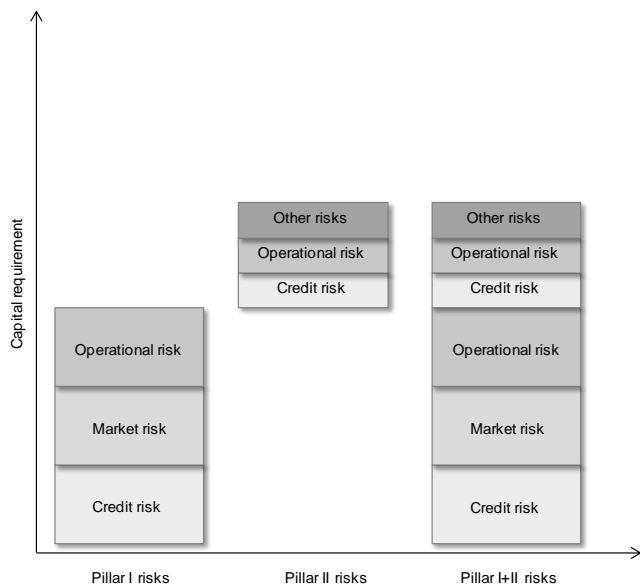 Capital requirement
Operational risk
Market risk
Credit risk
Other risks
Operational risk
Credit risk
Other risks
Operational risk
Credit risk
Operational risk
Market risk
Credit risk
Pillar I risks
Pillar II risks
Pillar I+II risks